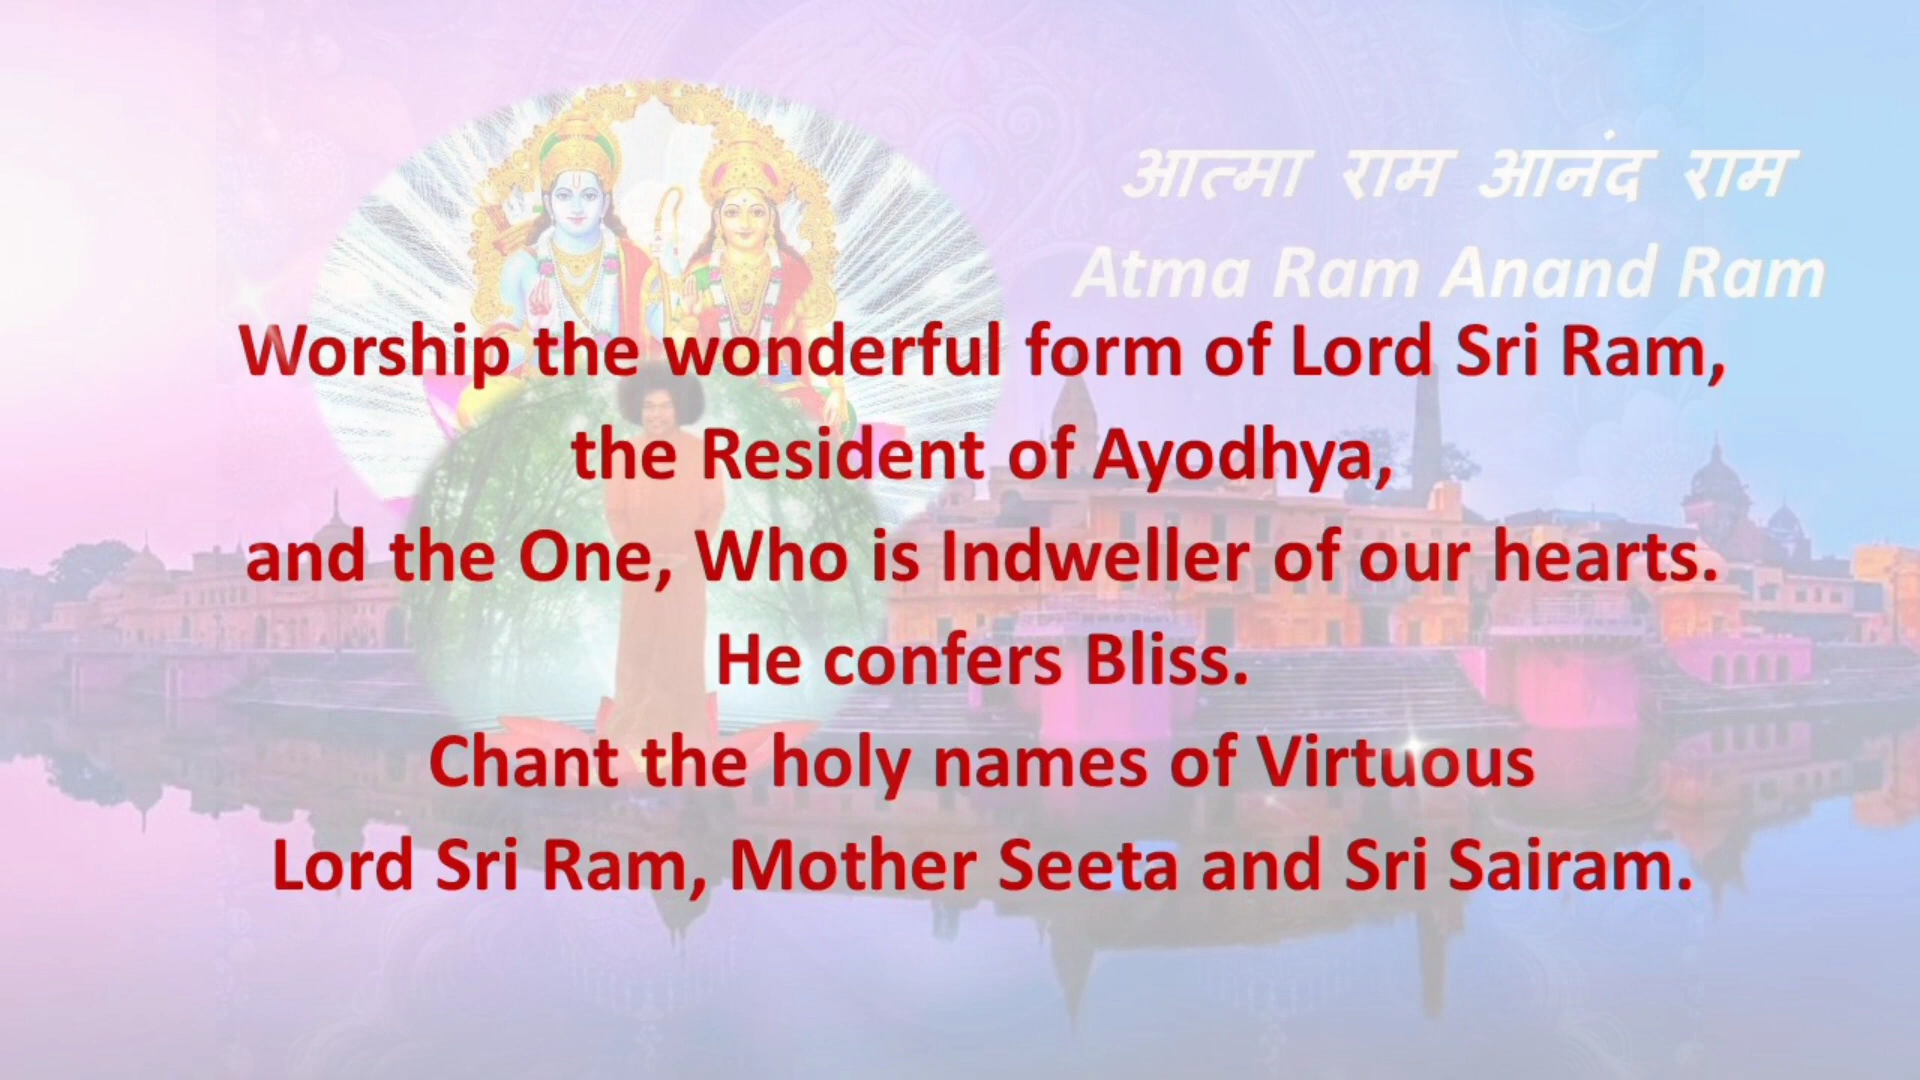 आत्मा राम आनंद राम
Atma Ram Anand Ram
Worship the wonderful form of Lord Sri Ram,
the Resident of Ayodhya,
and the One, Who is Indweller of our hearts.
He confers Bliss.
Chant the holy names of Virtuous
Lord Sri Ram, Mother Seeta and Sri Sairam.